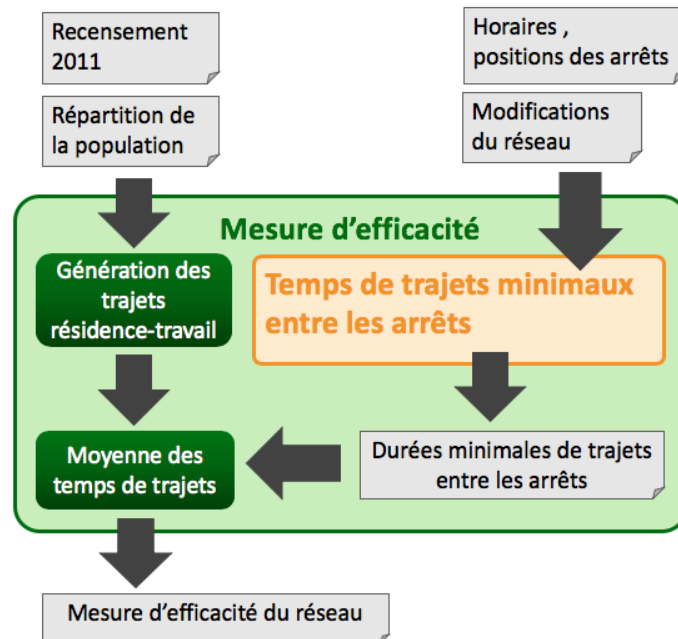 Recensement
2011
Répartition de
la population
Horaires ,
positions des arrêts
Modifications
du réseau
Mesure d'efficacité
Génération des
trajets
résidence-travail
Temps de trajets minimaux
entre les arrêts
Moyenne des
temps de trajets
Durées minimales de trajets
entre les arrêts
Mesure d'efficacité du réseau